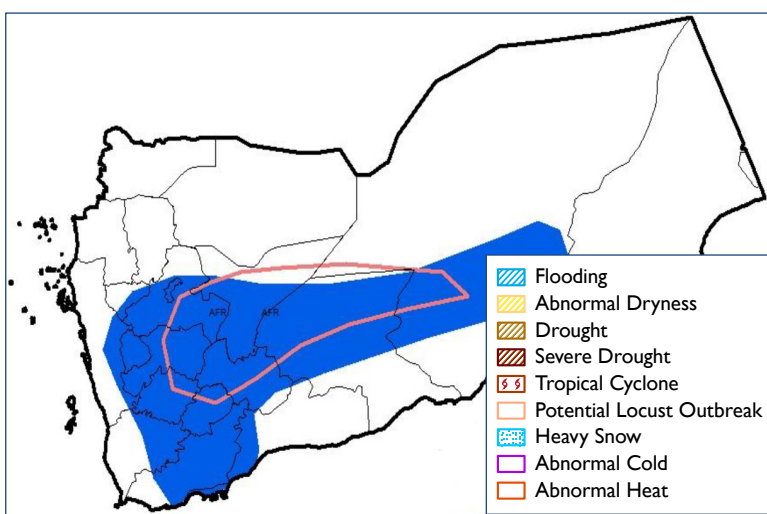 AFR AFR
Flooding
Abnormal Dryness
Drought
Severe Drought
Tropical Cyclone
Potential Locust Outbreak
Heavy Snow
Abnormal Cold
Abnormal Heat